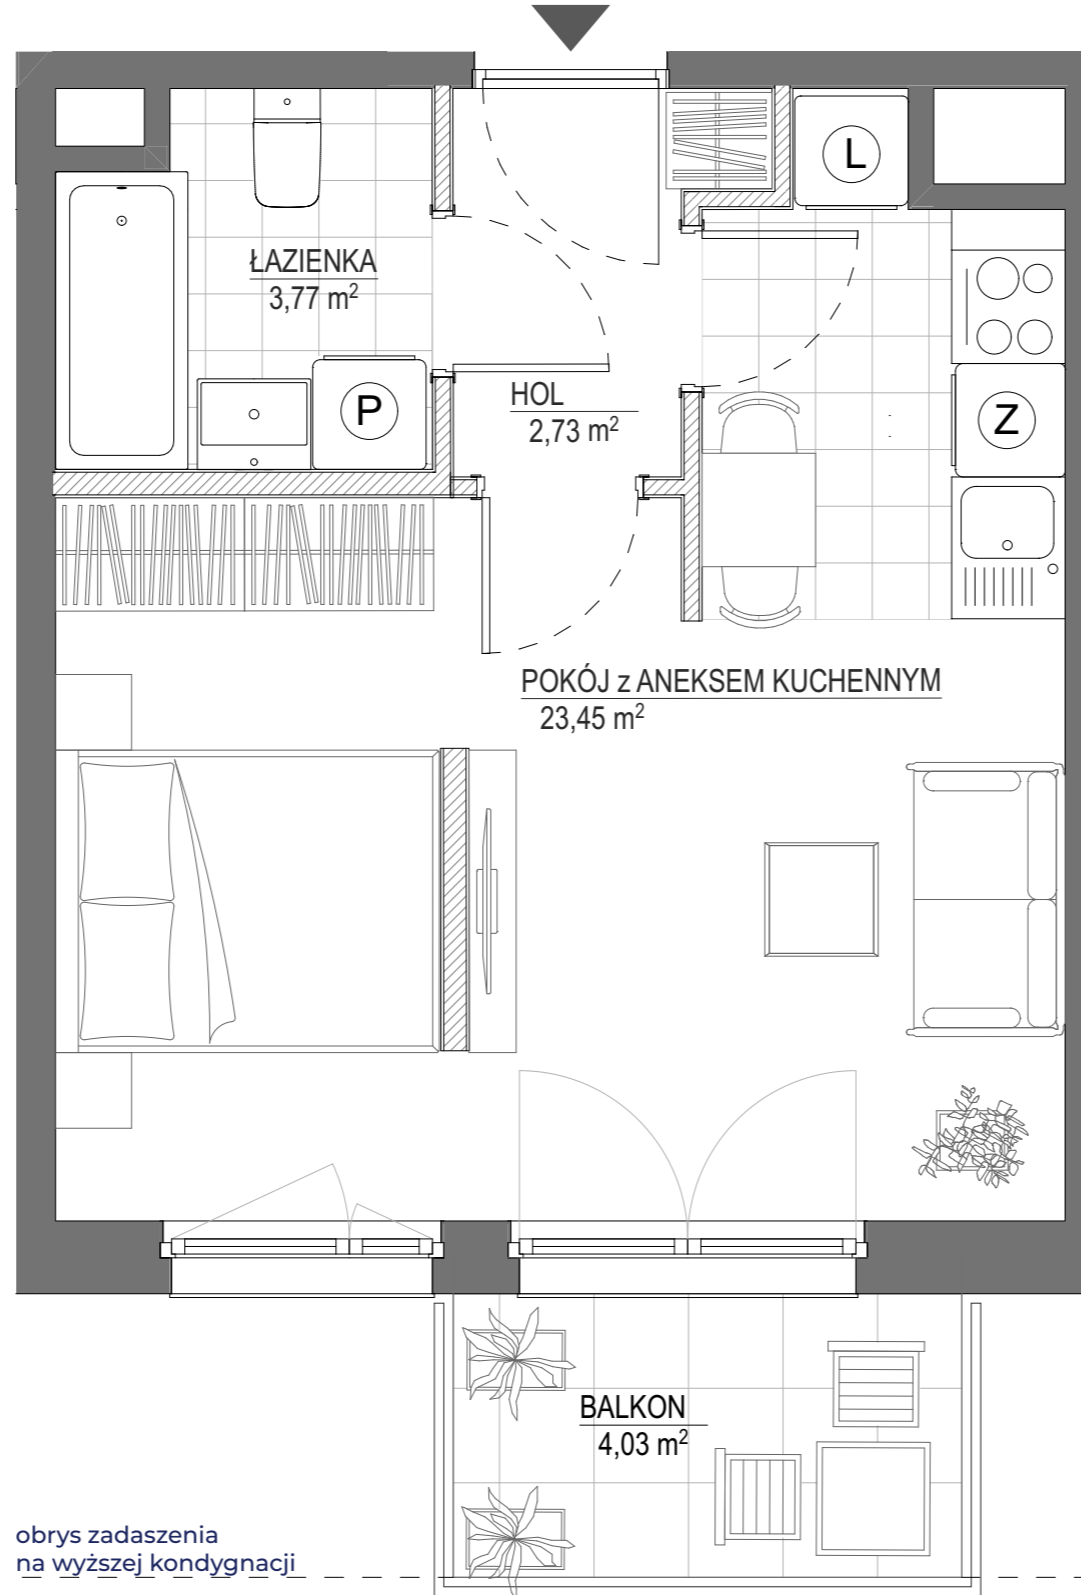 L
ŁAZIENKA
3,77 m²
P
HOL
2,73 m²
Z
POKÓJ z ANEKSEM KUCHENNYM
23,45 m²
BALKON
4,03 m²
obrys zadaszenia
na wyższej kondygnacji